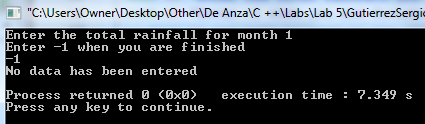 "C:\Users\Owner\Desktop\Other\De Anza\C ++\Labs\Lab 5\GutierrezSergio
Enter the total rainfall for month 1
Enter -1 when you are finished
-1
No data has been entered
Process returned 0 (0x0)   execution time : 7.349 s
Press any key to continue.